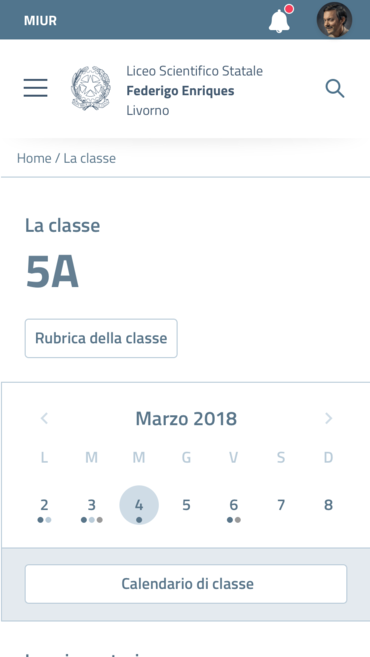 MIUR
Liceo Scientifico Statale
Federigo Enriques
Livorno
Home / La classe
La classe
5A
Rubrica della classe
Marzo 2018
L M M G V S D
2 3 4 5 6 7 8
Calendario di classe